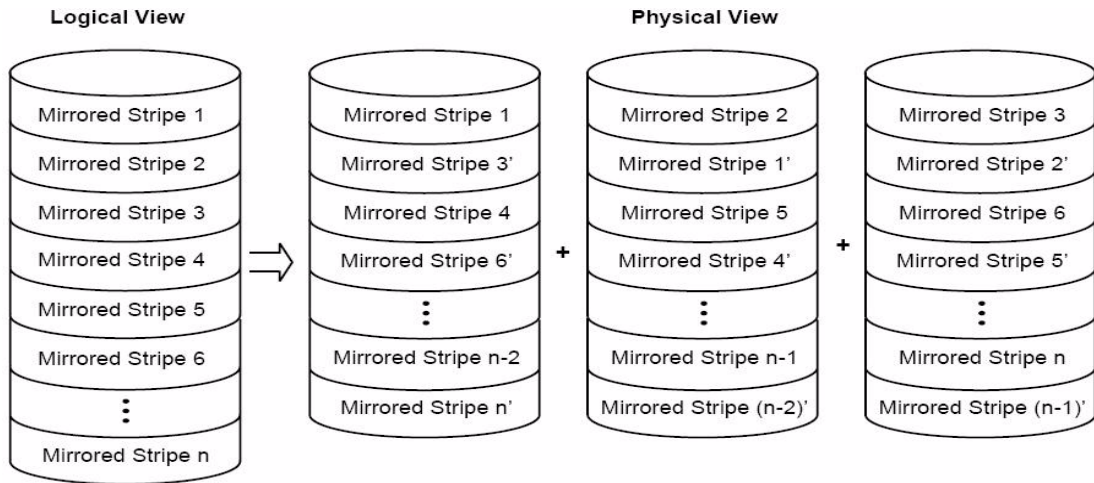 Logical View
Physical View
Mirrored Stripe 1
Mirrored Stripe 2
Mirrored Stripe 3
Mirrored Stripe 4
Mirrored Stripe 5
Mirrored Stripe 6
Mirrored Stripe n
Mirrored Stripe 1
Mirrored Stripe 3’
Mirrored Stripe 4
Mirrored Stripe 6’
Mirrored Stripe n-2
Mirrored Stripe n’
+
Mirrored Stripe 2
Mirrored Stripe 1’
Mirrored Stripe 5
Mirrored Stripe 4’
Mirrored Stripe n-1
Mirrored Stripe (n-2)’
+
Mirrored Stripe 3
Mirrored Stripe 2’
Mirrored Stripe 6
Mirrored Stripe 5’
Mirrored Stripe n
Mirrored Stripe (n-1)’